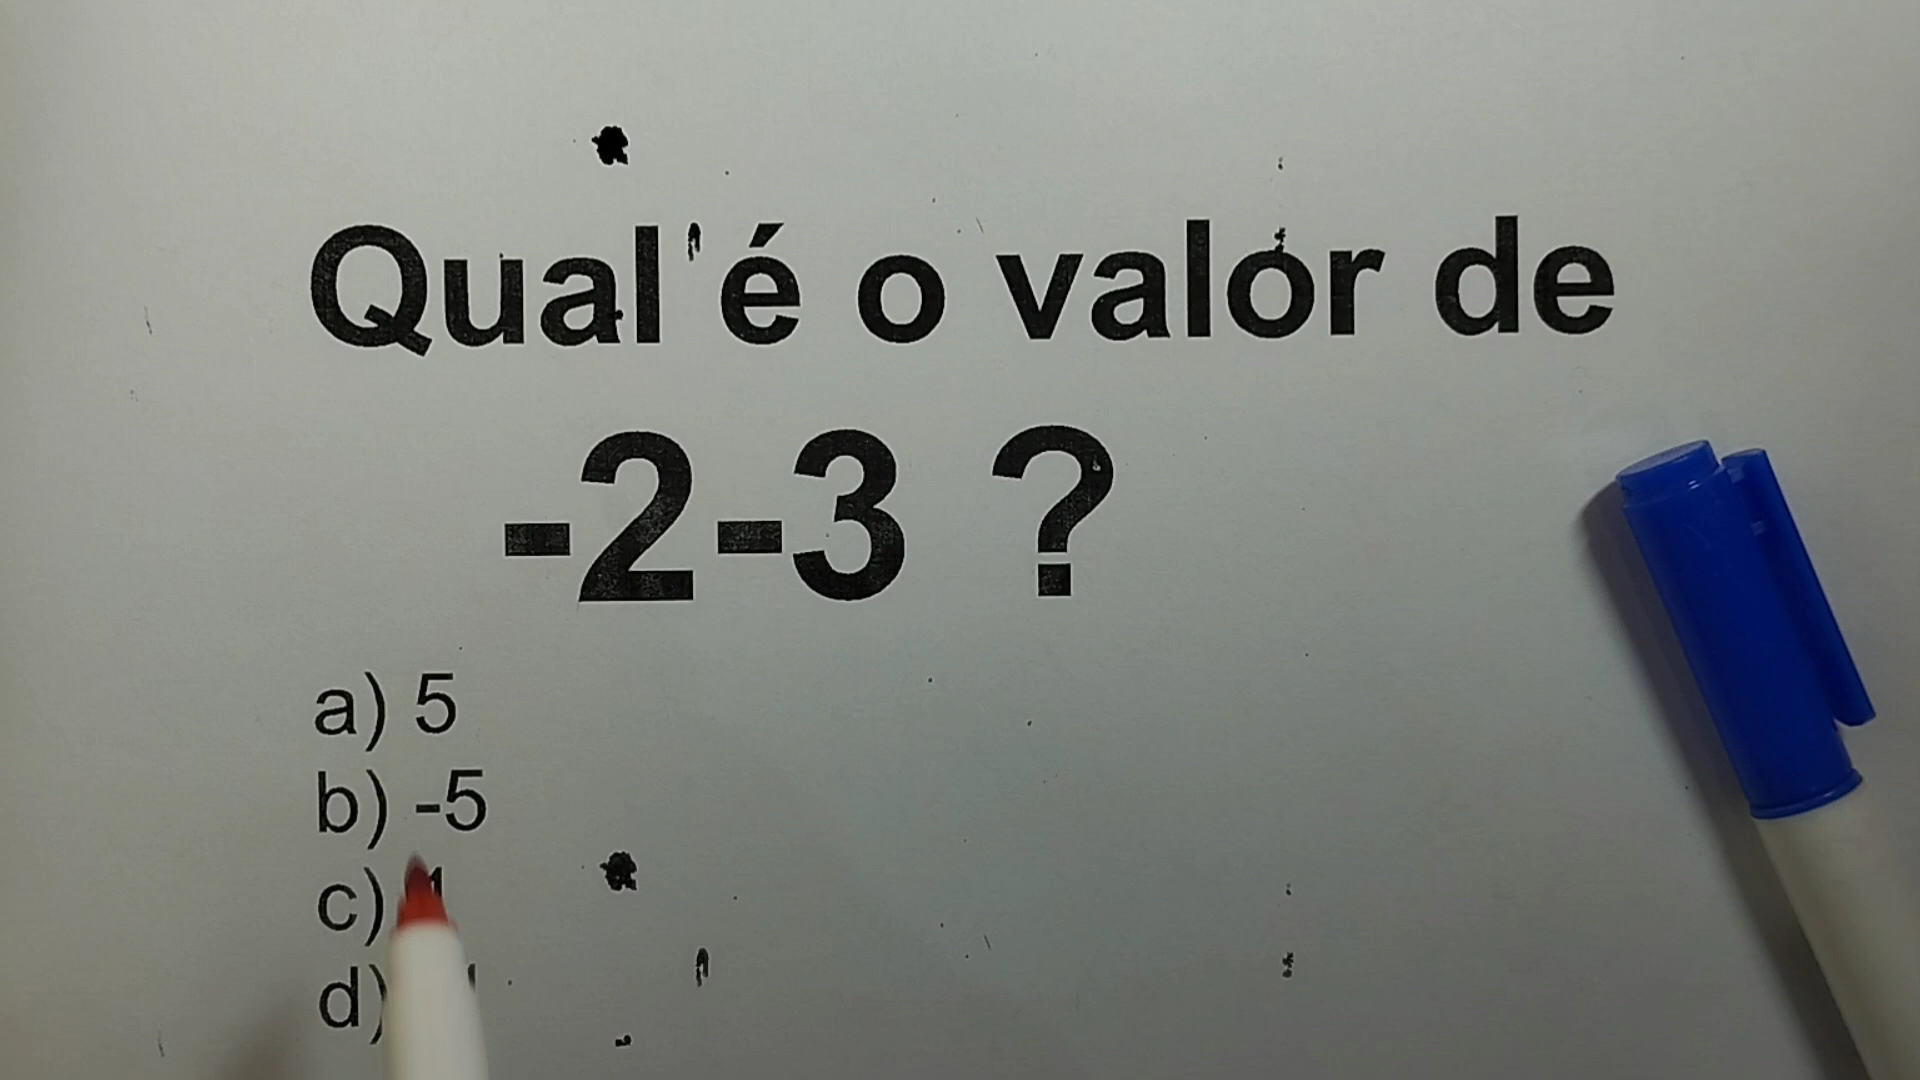 Qual é o valor de
-2-3 ?
a) 5
b) -5
c)
d)